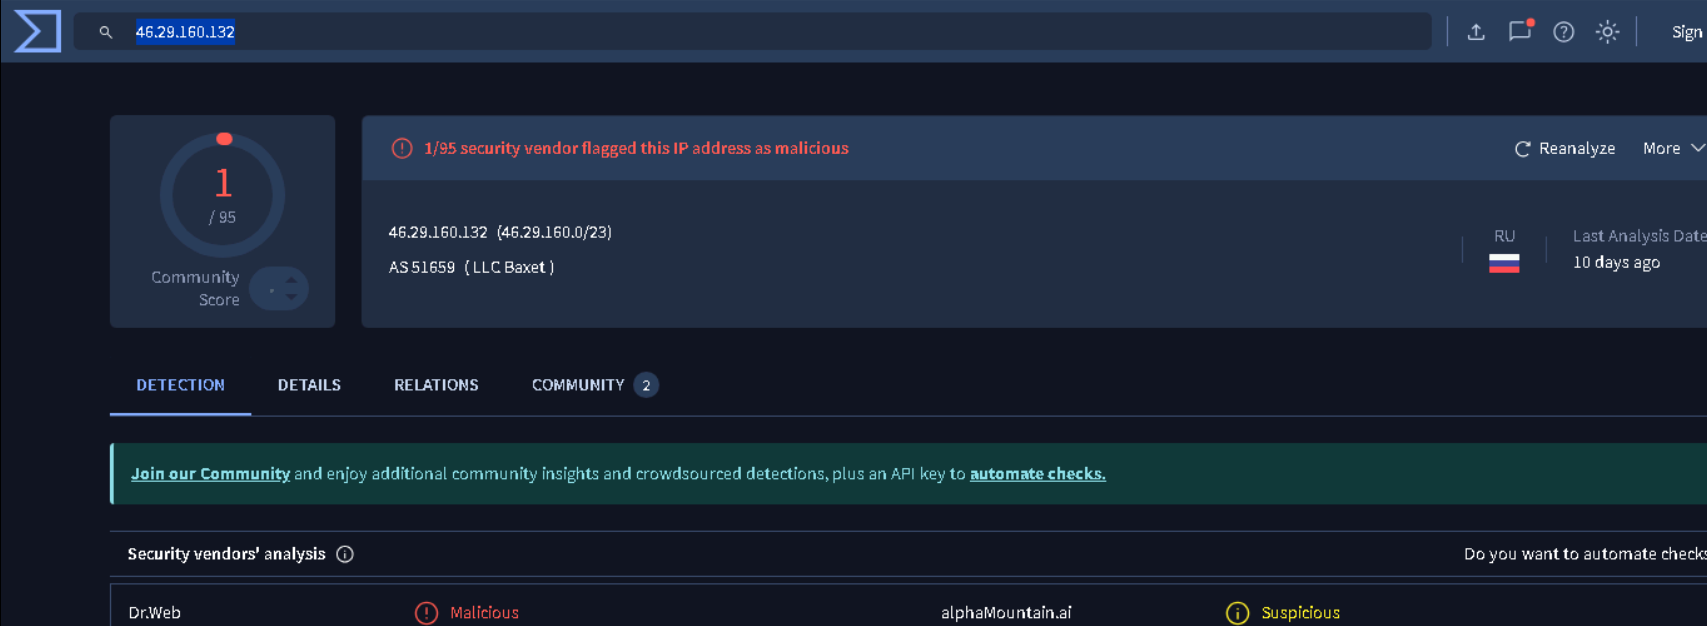 46.29.160.132
Sign
1
/ 95
Community
Score
1/95 security vendor flagged this IP address as malicious
Reanalyze
More
46.29.160.132 (46.29.160.0/23)
AS 51659 ( LLC Baxet )
RU
Last Analysis Date
10 days ago
DETECTION
DETAILS
RELATIONS
COMMUNITY 2
Join our Community and enjoy additional community insights and crowdsourced detections, plus an API key to automate checks.
Security vendors' analysis
Do you want to automate checks
Dr.Web
Malicious
alphaMountain.ai
Suspicious